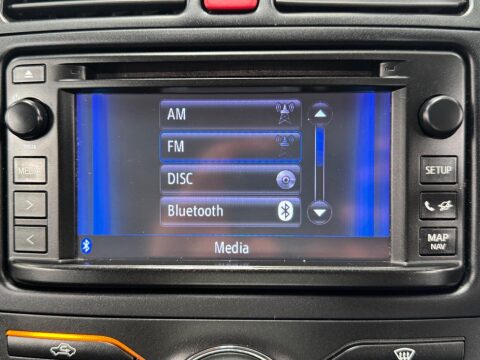 AM
FM
DISC
Bluetooth
Media
MEDIA
SETUP
MAP
NAV